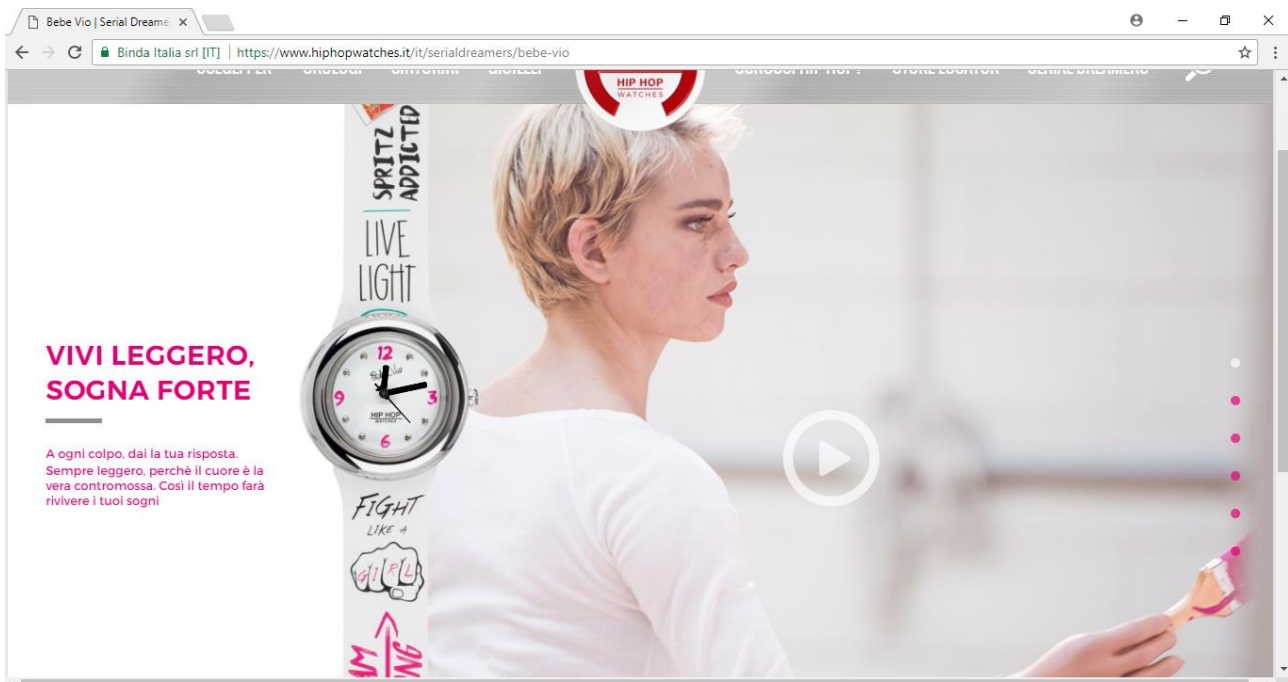 Bebe Vio | Serial Dreame
Binda Italia srl [IT] | https://www.hiphopwatches.it/it/serialdreamers/bebe-vio
HIP HOP
WATCHES
SPRITZ
ADDICTED
LIVE
LIGHT
VIVI LEGGERO,
SOGNA FORTE
A ogni colpo, dai la tua risposta.
Sempre leggero, perchè il cuore è la
vera contromossa. Così il tempo farà
rivivere i tuoi sogni
12
9
3
HIP HOP
WATCHES
6
FIGHT
LIKE A
GIRL